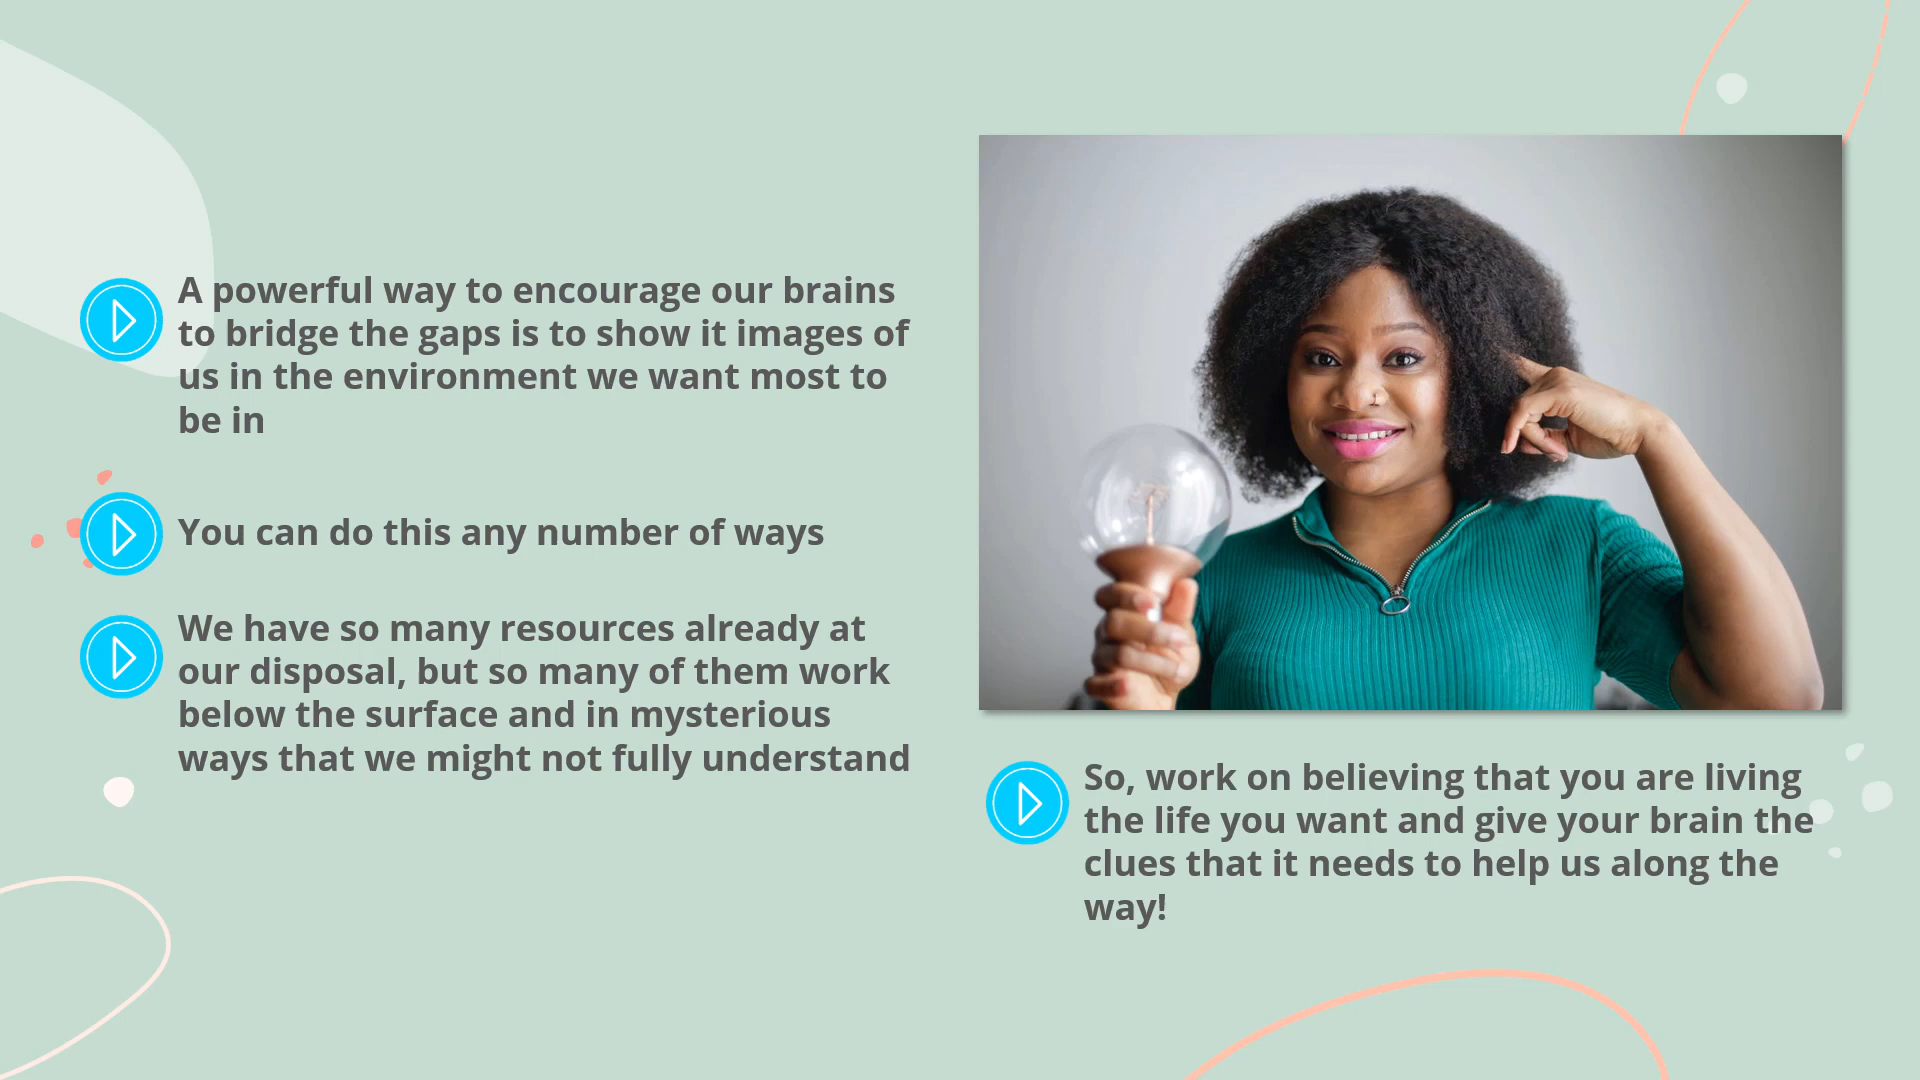 A powerful way to encourage our brains
to bridge the gaps is to show it images of
us in the environment we want most to
be in
You can do this any number of ways
We have so many resources already at
our disposal, but so many of them work
below the surface and in mysterious
ways that we might not fully understand
So, work on believing that you are living
the life you want and give your brain the
clues that it needs to help us along the
way!